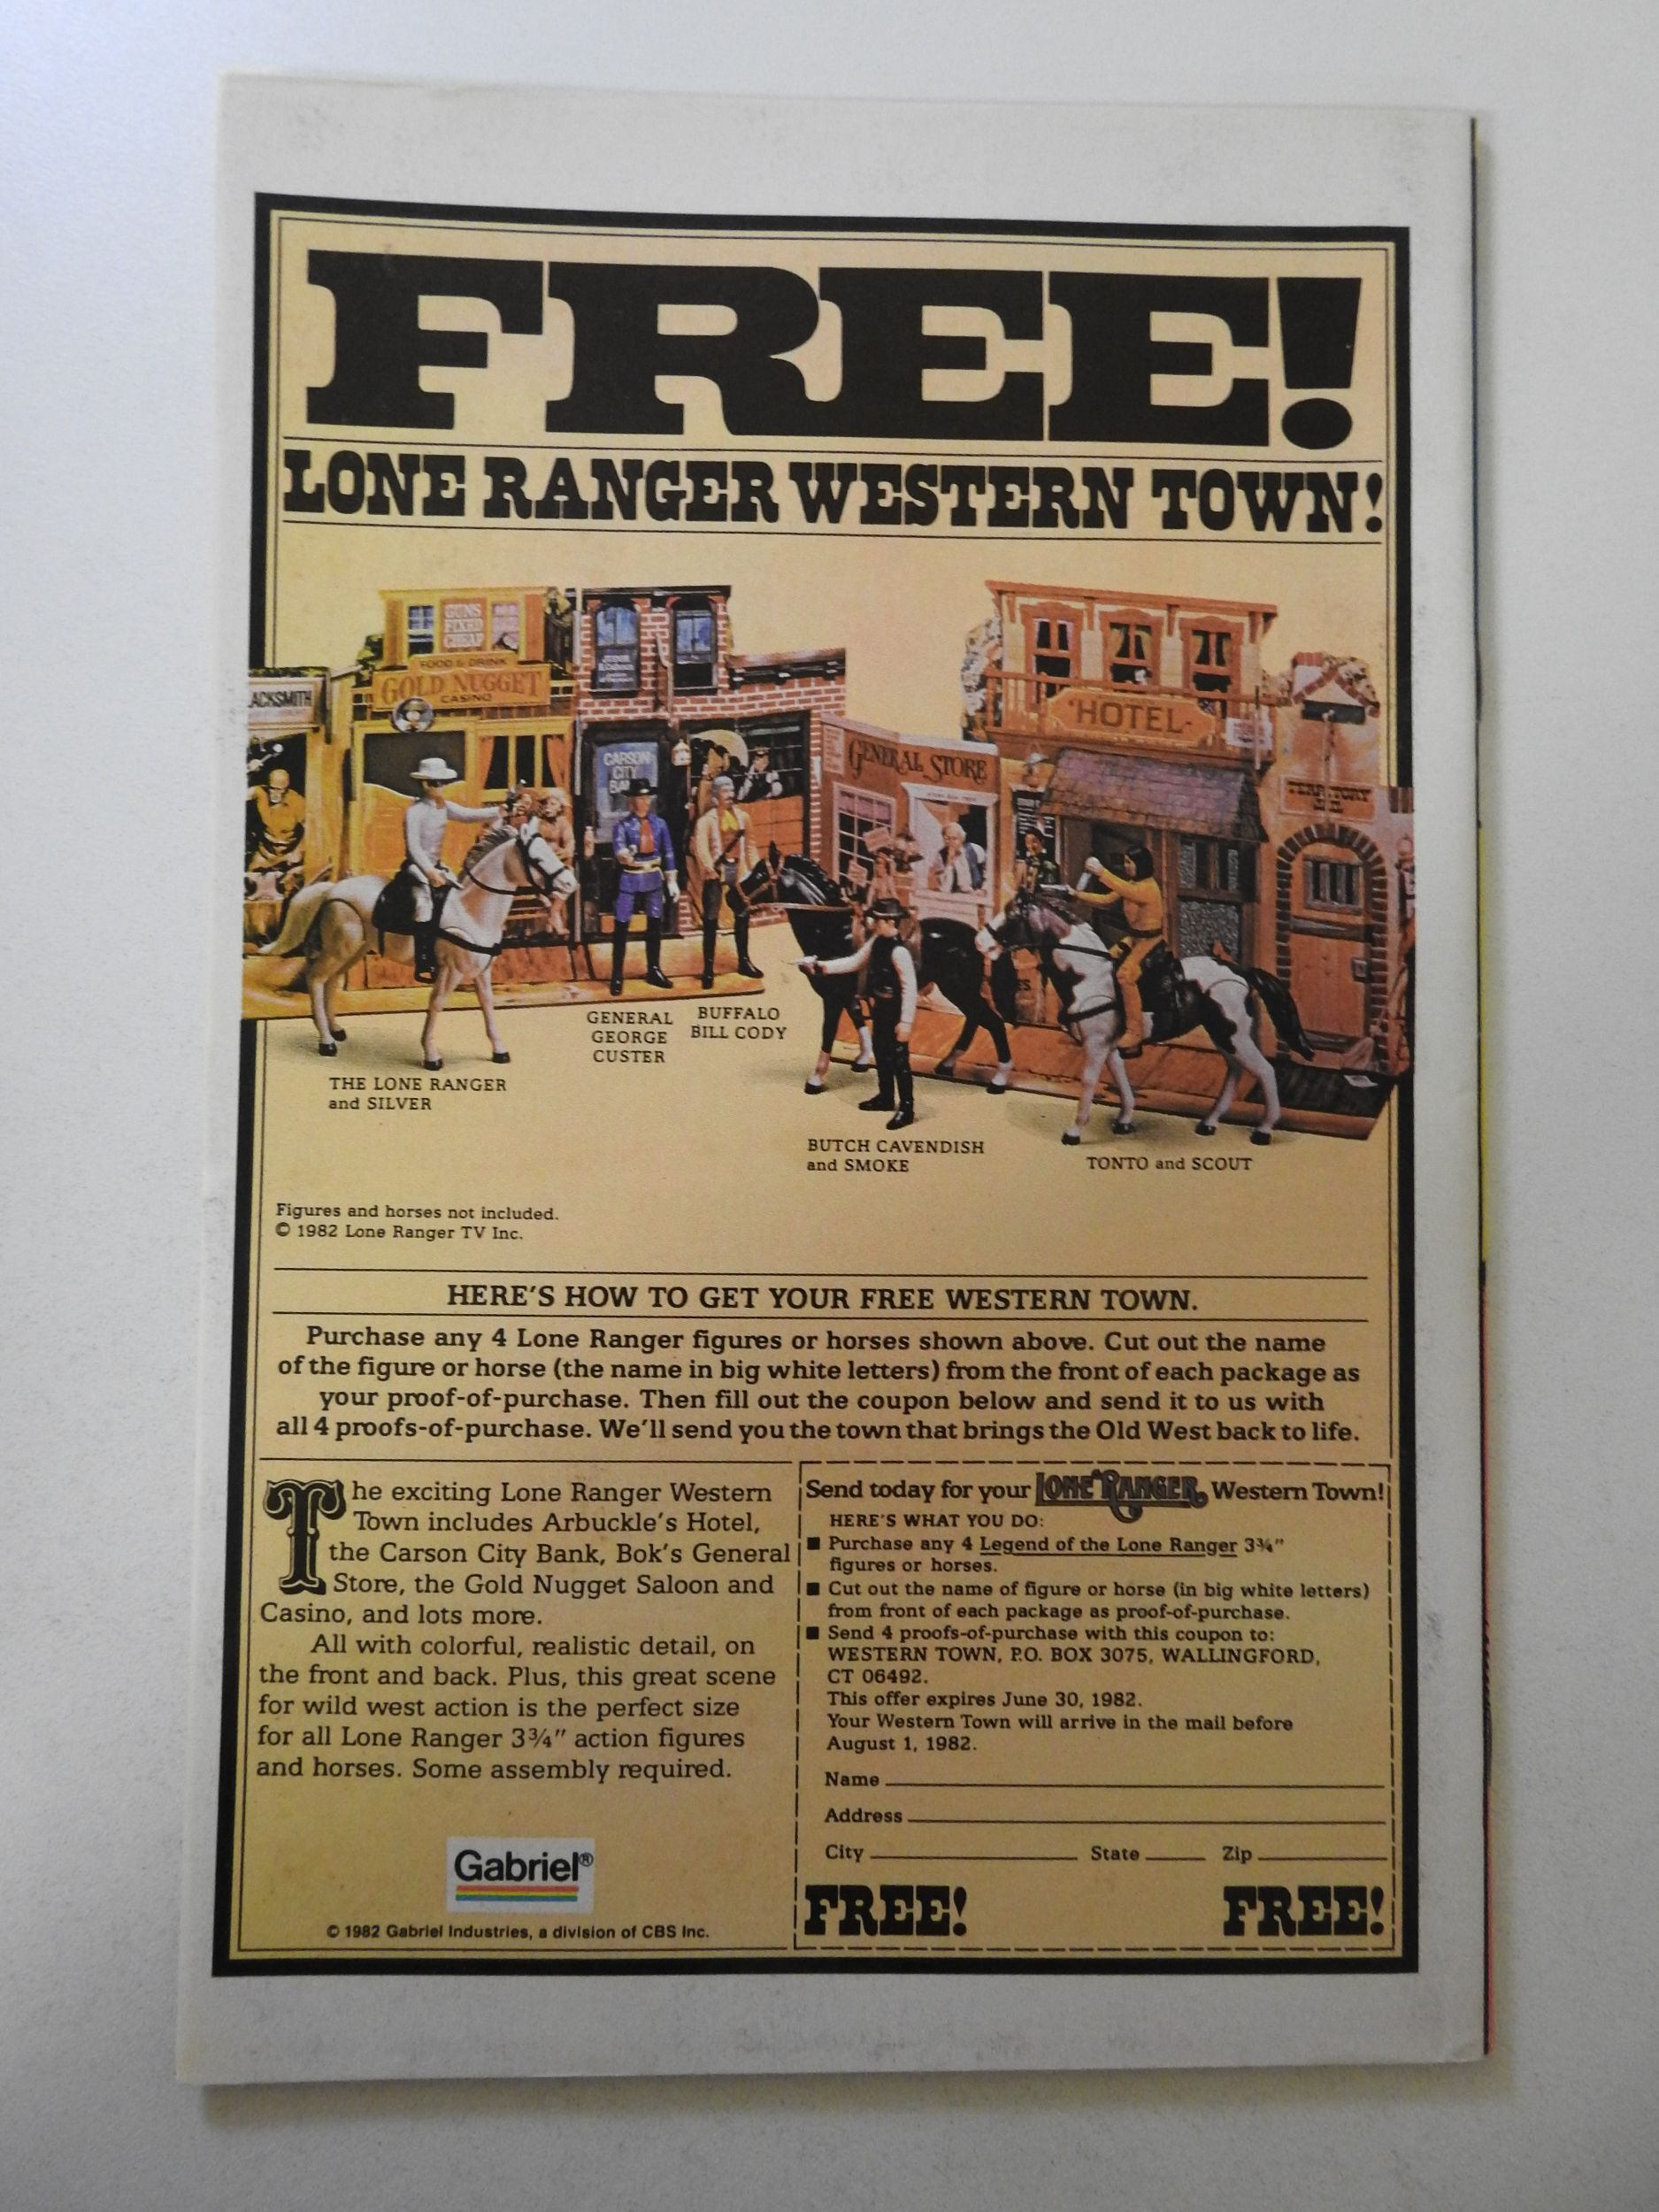 FREE!
LONE RANGER WESTERN TOWN!
GUNS
FIXED
CHEAP
FOOD & DRINK
GOLD NUGGET
CASINO
ACKSMITH
CARSON
CITY
BA
GENERAL STORE
HOTEL
TERRITORY
GENERAL
GEORGE
CUSTER
BUFFALO
BILL CODY
THE LONE RANGER
and SILVER
BUTCH CAVENDISH
and SMOKE
TONTO and SCOUT
Figures and horses not included.
© 1982 Lone Ranger TV Inc.
HERE'S HOW TO GET YOUR FREE WESTERN TOWN.
Purchase any 4 Lone Ranger figures or horses shown above. Cut out the name
of the figure or horse (the name in big white letters) from the front of each package as
your proof-of-purchase. Then fill out the coupon below and send it to us with
all 4 proofs-of-purchase. We'll send you the town that brings the Old West back to life.
The exciting Lone Ranger Western
Town includes Arbuckle's Hotel,
the Carson City Bank, Bok's General
Store, the Gold Nugget Saloon and
Casino, and lots more.
All with colorful, realistic detail, on
the front and back. Plus, this great scene
for wild west action is the perfect size
for all Lone Ranger 3¾" action figures
and horses. Some assembly required.
Gabriel®
© 1982 Gabriel Industries, a division of CBS Inc.
Send today for your LONE RANGER Western Town!
HERE'S WHAT YOU DO:
■ Purchase any 4 Legend of the Lone Ranger 3¾"
figures or horses.
■ Cut out the name of figure or horse (in big white letters)
from front of each package as proof-of-purchase.
■ Send 4 proofs-of-purchase with this coupon to:
WESTERN TOWN, P.O. BOX 3075, WALLINGFORD,
CT 06492.
This offer expires June 30, 1982.
Your Western Town will arrive in the mail before
August 1, 1982.
Name
Address
City State Zip
FREE! FREE!